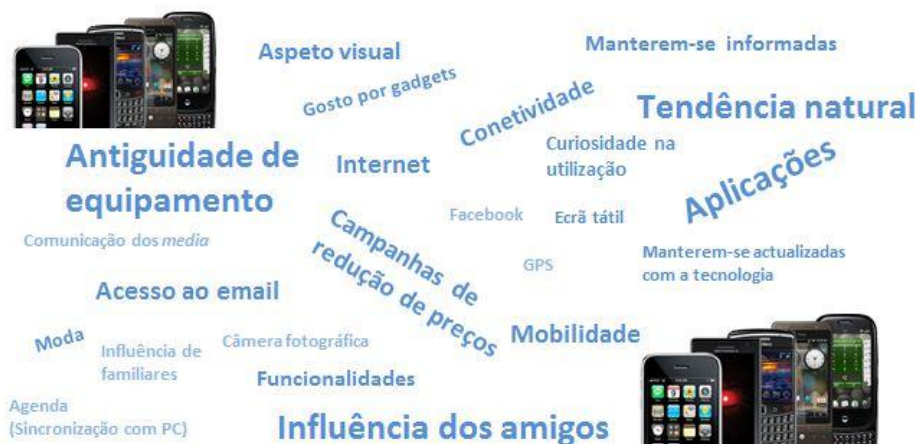 Aspeto visual
Manterem-se informadas
Gosto por gadgets
Conetividade
Tendência natural
Antiguidade de
equipamento
Internet
Curiosidade na
utilização
Aplicações
Campanhas de
redução de preços
Facebook
Ecrã tátil
Comunicação dos media
GPS
Manterem-se actualizadas
com a tecnologia
Acesso ao email
Moda
Influência de
familiares
Câmera fotográfica
Mobilidade
Funcionalidades
Agenda
(Sincronização com PC)
Influência dos amigos